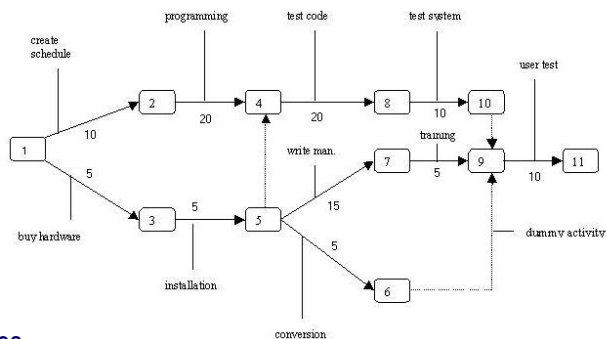 programming
test code
test system
create
schedule
user test
2
4
8
10
20
20
10
training
1
10
write man.
7
9
11
5
5
10
5
3
5
15
5
buy hardware
6
dummy activity
installation
conversion